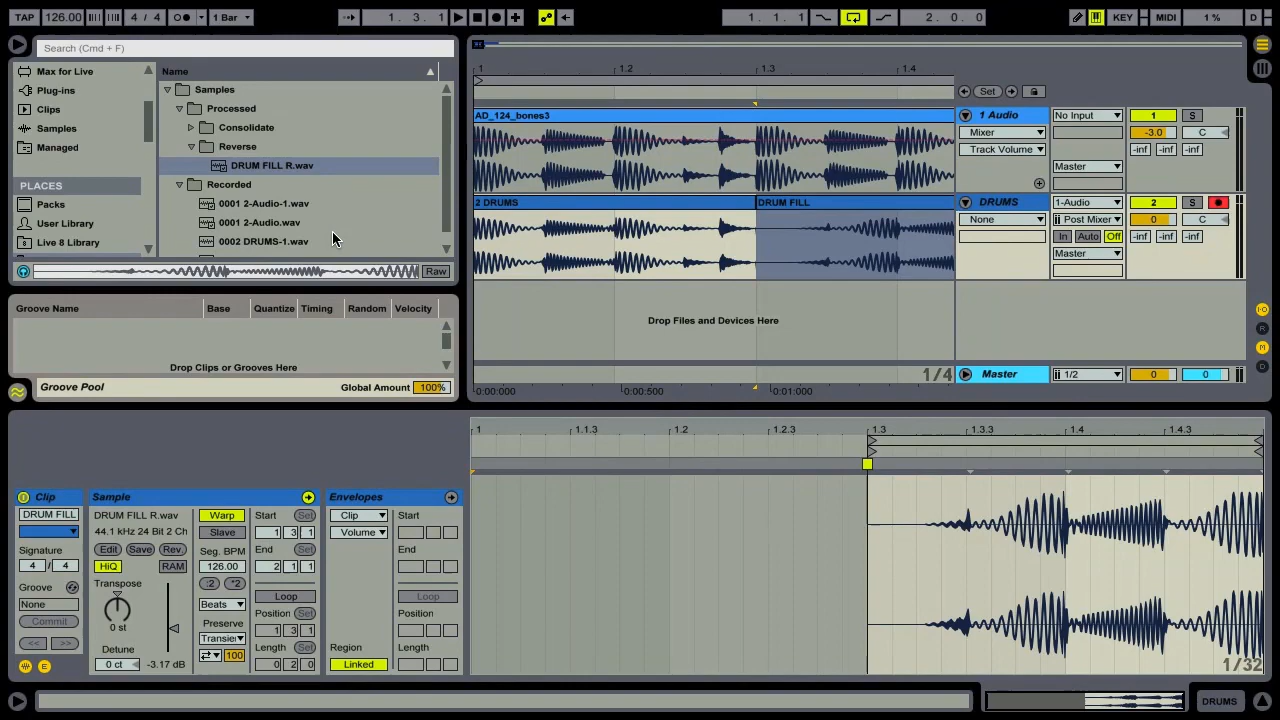 TAP 126.00 4 / 4 1 Bar 1. 3. 1 1. 1. 1 2. 0. 0 KEY MIDI 1 % D
Search (Cmd + F)
Max for Live
Plug-ins
Clips
Samples
Managed
PLACES
Packs
User Library
Live 8 Library
Name
Samples
Processed
Consolidate
Reverse
DRUM FILL R.wav
Recorded
0001 2-Audio-1.wav
0001 2-Audio.wav
0002 DRUMS-1.wav
Raw
Groove Name Base Quantize Timing Random Velocity
Drop Clips or Grooves Here
Groove Pool Global Amount 100%
1 1.2 1.3 1.4
Set
AD_124_bones3
1 Audio No Input 1 S
Mixer -3.0 C
Track Volume -inf -inf -inf
Master
2 DRUMS DRUM FILL
DRUMS 1-Audio 2 S
None Post Mixer 0 C
In Auto Off -inf -inf -inf
Master
Drop Files and Devices Here
1/4 Master 1/2 0 0
0:00:000 0:00:500 0:01:000
1 1.1.3 1.2 1.2.3 1.3 1.3.3 1.4 1.4.3
Clip
DRUM FILL
Signature
4 / 4
Groove
None
Commit
<< >>
E
Sample
DRUM FILL R.wav
44.1 kHz 24 Bit 2 Ch
Edit Save Rev.
HiQ RAM
Transpose
0 st
Detune
0 ct -3.17 dB
Warp
Slave
Seg. BPM
126.00
:2 *2
Beats
Preserve
Transier
100
Start Set
1 3 1
End Set
2 1 1
Loop
Position Set
1 3 1
Length
0 2 0
Envelopes
Clip
Volume
Region
Linked
Start
End
Loop
Position
Length
1/32
DRUMS
I·O
R
M
D